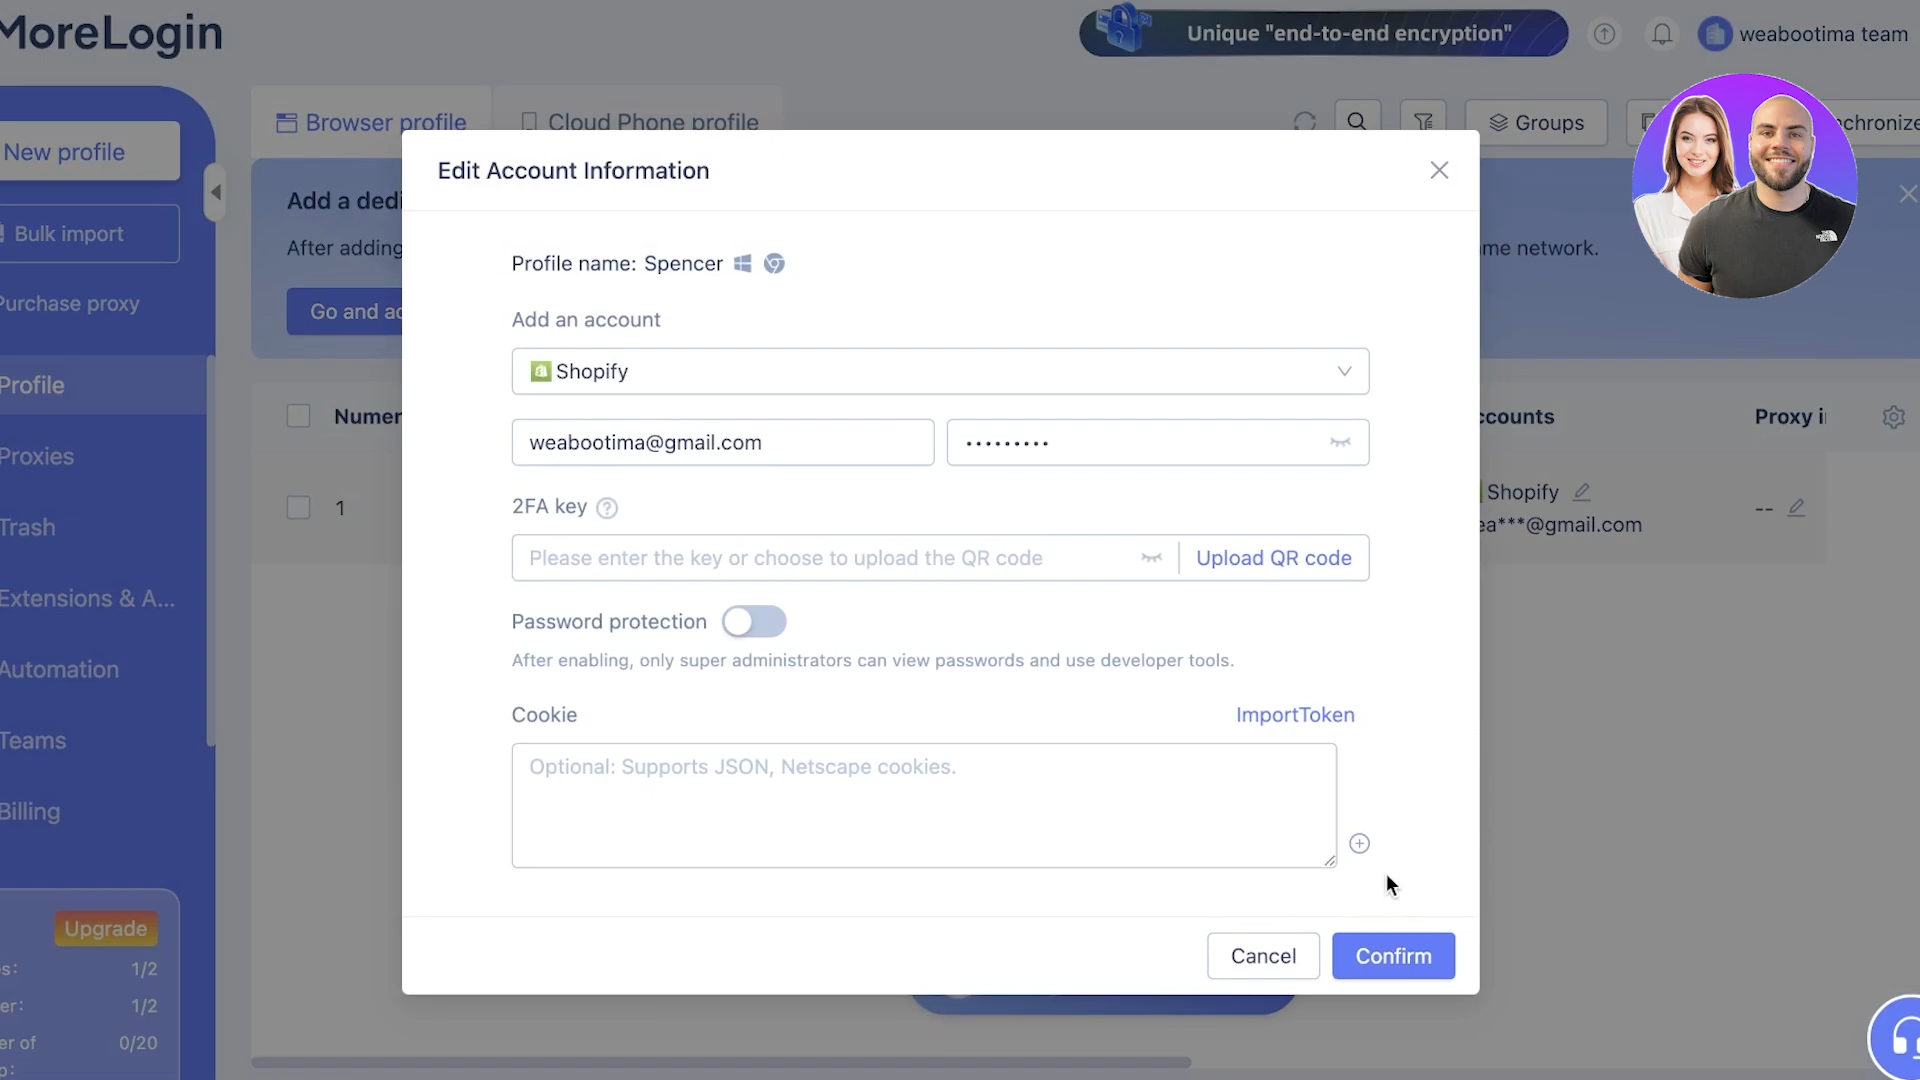 MoreLogin
Unique "end-to-end encryption"
weabootima team
New profile
Bulk import
Purchase proxy
Profile
Proxies
Trash
Extensions & A...
Automation
Teams
Billing
Upgrade
1/2
1/2
0/20
Browser profile
Cloud Phone profile
Groups
Add a dedi
After adding
me network.
Go and ad
Numer
ccounts
Proxy i
1
Shopify
ea***@gmail.com
--
Edit Account Information
Profile name: Spencer
Add an account
Shopify
weabootima@gmail.com
•••••••••
2FA key
Please enter the key or choose to upload the QR code
Upload QR code
Password protection
After enabling, only super administrators can view passwords and use developer tools.
Cookie
ImportToken
Optional: Supports JSON, Netscape cookies.
Cancel
Confirm